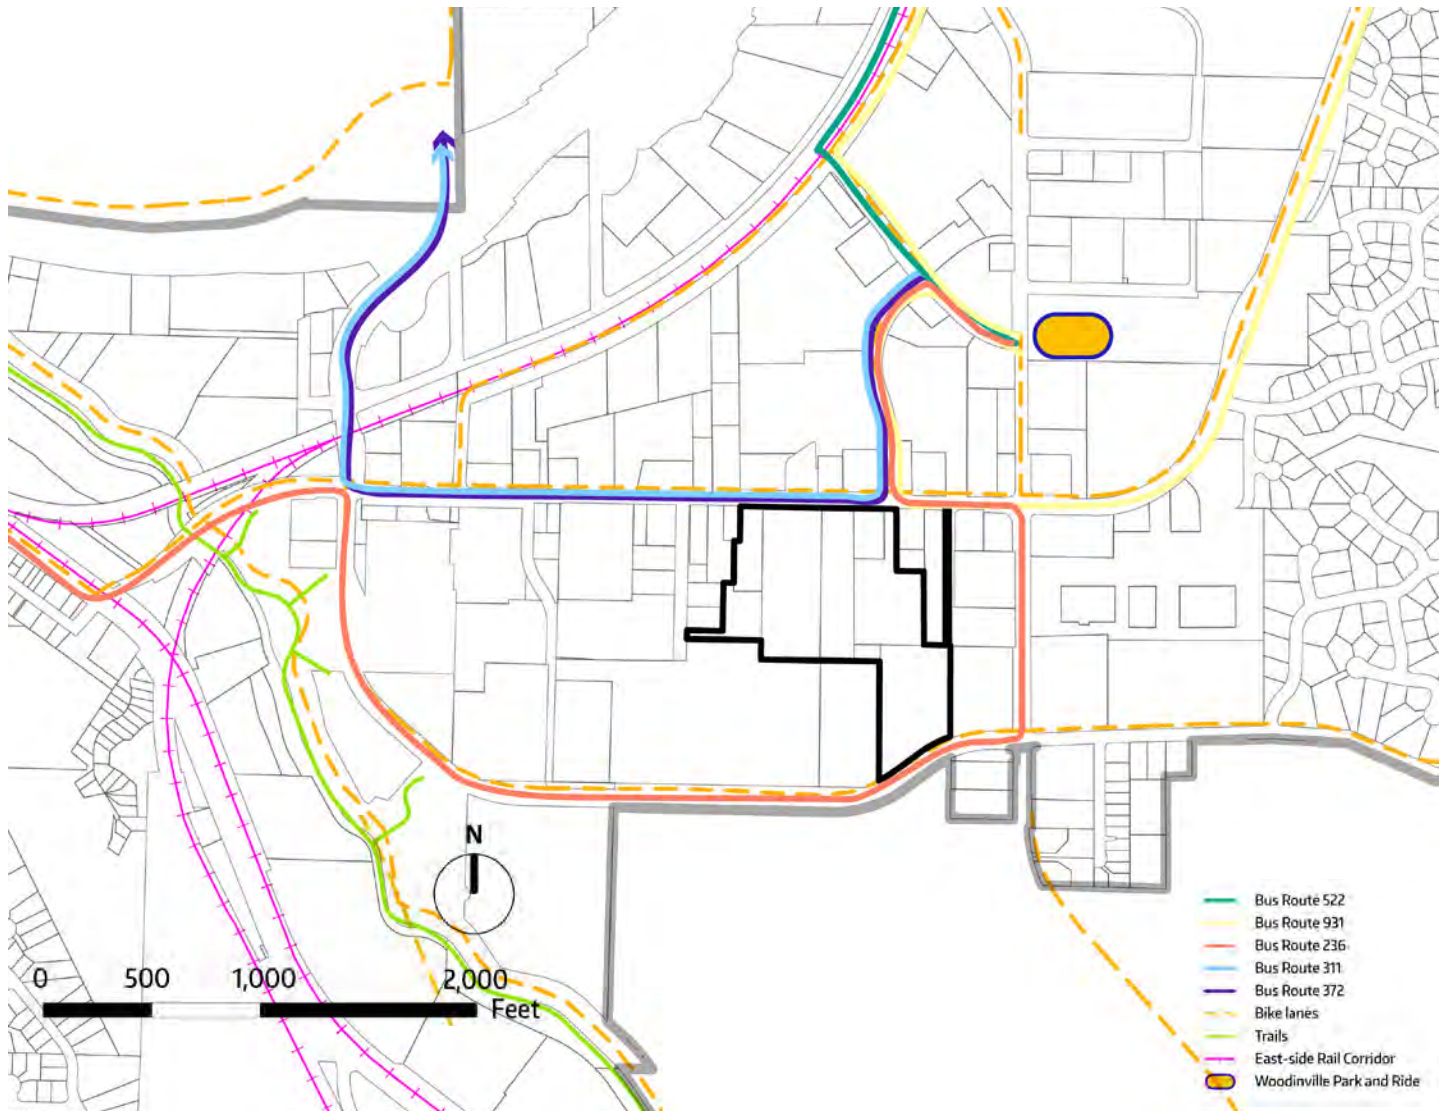 N
0 500 1,000 2,000
Feet
Bus Route 522
Bus Route 931
Bus Route 236
Bus Route 311
Bus Route 372
Bike lanes
Trails
East-side Rail Corridor
Woodinville Park and Ride